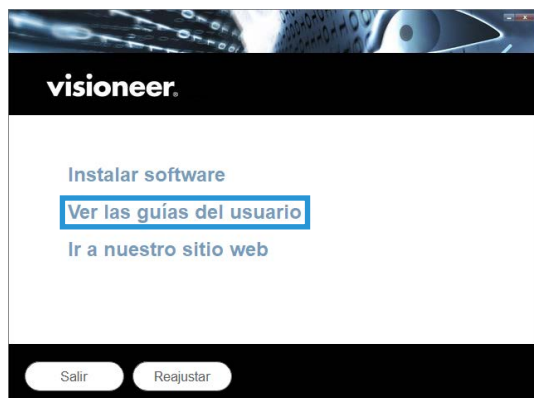 visioneer®
Instalar software
Ver las guías del usuario
Ir a nuestro sitio web
Salir
Reajustar